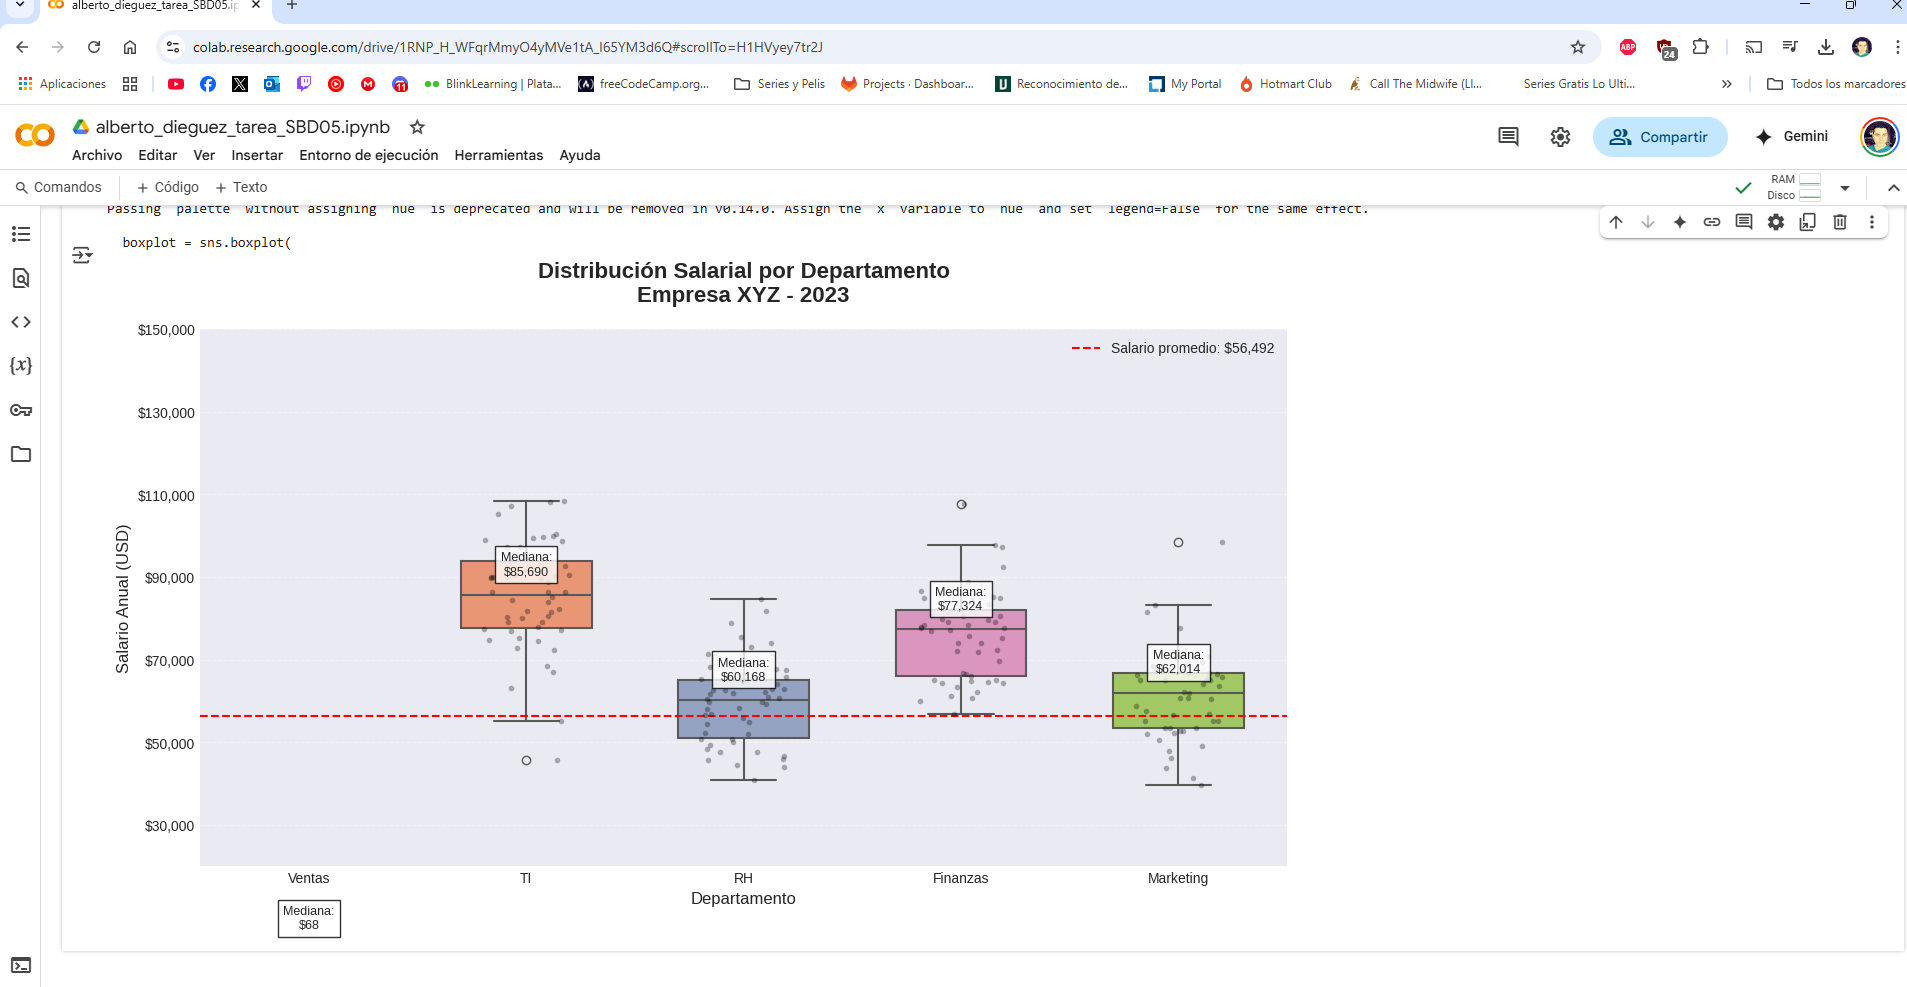 alberto_dieguez_tarea_SBD05.ip
colab.research.google.com/drive/1RNP_H_WFqrMmyO4yMVe1tA_I65YM3d6Q#scrollTo=H1HVyey7tr2J
ABP
24
Aplicaciones
11
BlinkLearning | Plata...
freeCodeCamp.org...
Series y Pelis
Projects · Dashboar...
Reconocimiento de...
My Portal
Hotmart Club
Call The Midwife (Ll...
Series Gratis Lo Ulti...
Todos los marcadores
alberto_dieguez_tarea_SBD05.ipynb
Archivo Editar Ver Insertar Entorno de ejecución Herramientas Ayuda
Compartir
Gemini
Comandos
+ Código + Texto
RAM
Disco
Passing `palette` without assigning `hue` is deprecated and will be removed in v0.14.0. Assign the `x` variable to `hue` and set `legend=False` for the same effect.
boxplot = sns.boxplot(
Distribución Salarial por Departamento
Empresa XYZ - 2023
Salario promedio: $56,492
$150,000
$130,000
$110,000
$90,000
$70,000
$50,000
$30,000
Salario Anual (USD)
Mediana:
$85,690
Mediana:
$60,168
Mediana:
$77,324
Mediana:
$62,014
Ventas
TI
RH
Finanzas
Marketing
Departamento
Mediana:
$68